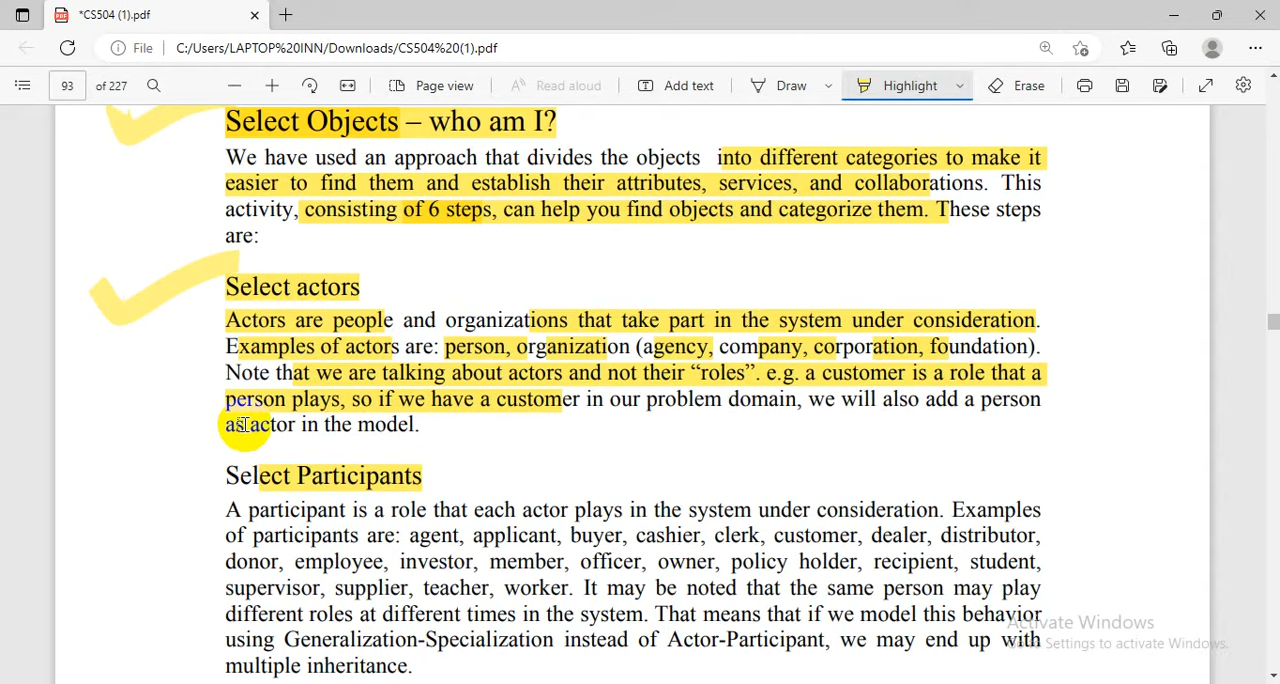 *CS504 (1).pdf
File
C:/Users/LAPTOP%20INN/Downloads/CS504%20(1).pdf
93 of 227
Page view
Read aloud
Add text
Draw
Highlight
Erase
Select Objects – who am I?
We have used an approach that divides the objects into different categories to make it
easier to find them and establish their attributes, services, and collaborations. This
activity, consisting of 6 steps, can help you find objects and categorize them. These steps
are:
Select actors
Actors are people and organizations that take part in the system under consideration.
Examples of actors are: person, organization (agency, company, corporation, foundation).
Note that we are talking about actors and not their “roles”. e.g. a customer is a role that a
person plays, so if we have a customer in our problem domain, we will also add a person
as actor in the model.
Select Participants
A participant is a role that each actor plays in the system under consideration. Examples
of participants are: agent, applicant, buyer, cashier, clerk, customer, dealer, distributor,
donor, employee, investor, member, officer, owner, policy holder, recipient, student,
supervisor, supplier, teacher, worker. It may be noted that the same person may play
different roles at different times in the system. That means that if we model this behavior
using Generalization-Specialization instead of Actor-Participant, we may end up with
multiple inheritance.
Activate Windows
Go to Settings to activate Windows.